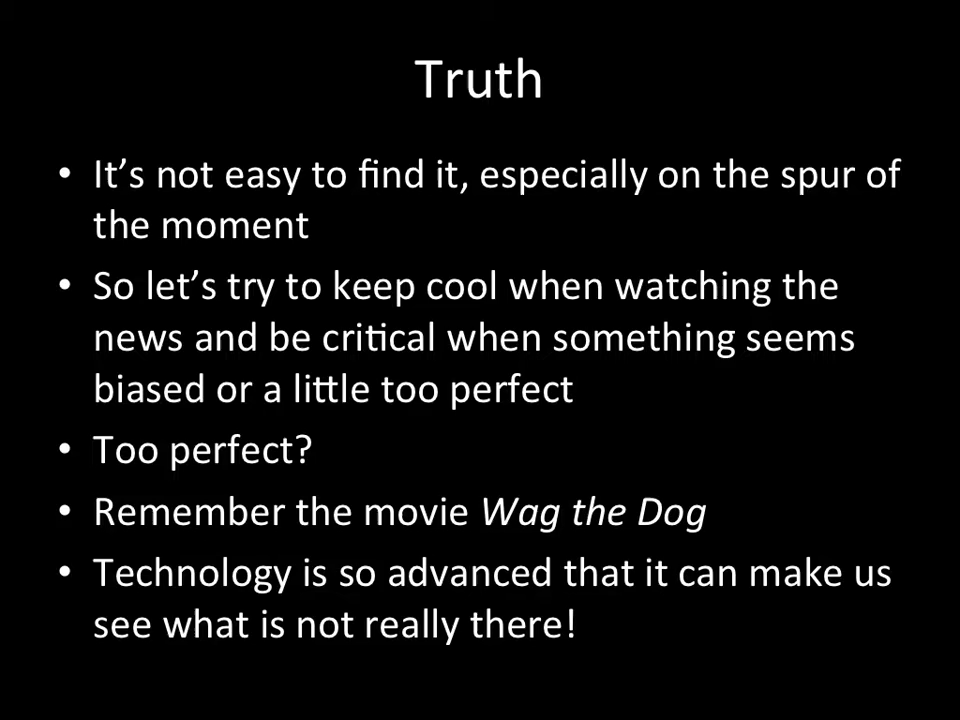 Truth
• It’s not easy to find it, especially on the spur of
the moment
• So let’s try to keep cool when watching the
news and be critical when something seems
biased or a little too perfect
• Too perfect?
• Remember the movie Wag the Dog
• Technology is so advanced that it can make us
see what is not really there!